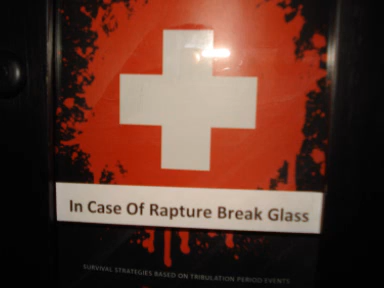 In Case Of Rapture Break Glass
SURVIVAL STRATEGIES BASED ON TRIBULATION PERIOD EVENTS